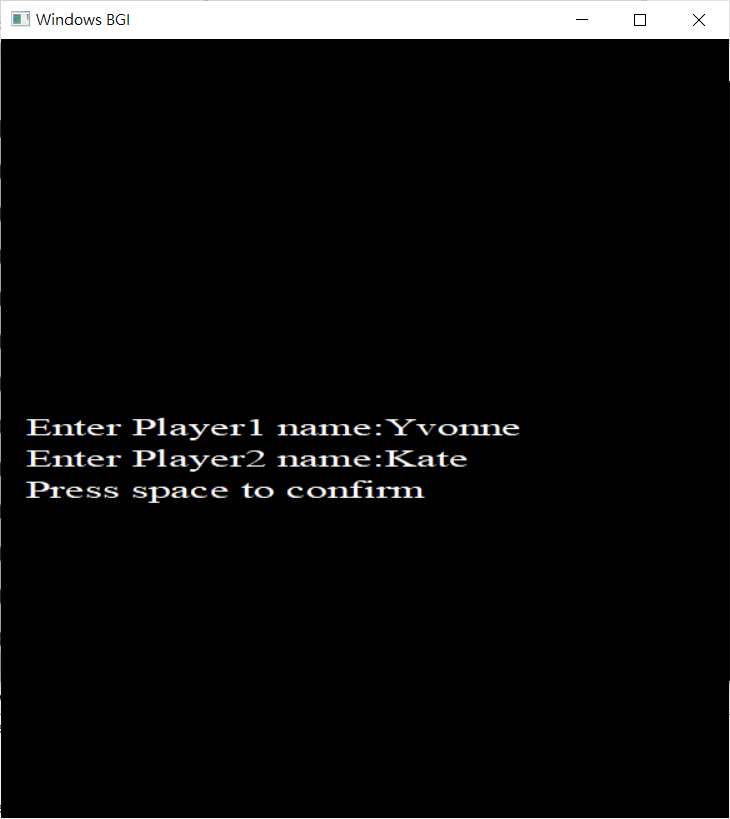 Windows BGI
Enter Player1 name:Yvonne
Enter Player2 name:Kate
Press space to confirm